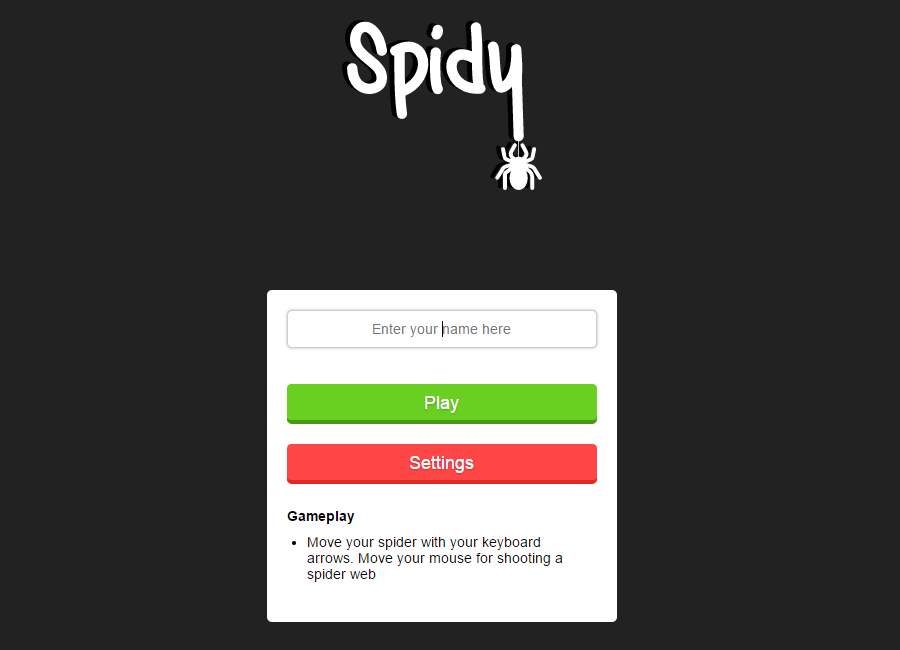 Spidy
Enter your name here
Play
Settings
Gameplay
Move your spider with your keyboard
arrows. Move your mouse for shooting a
spider web